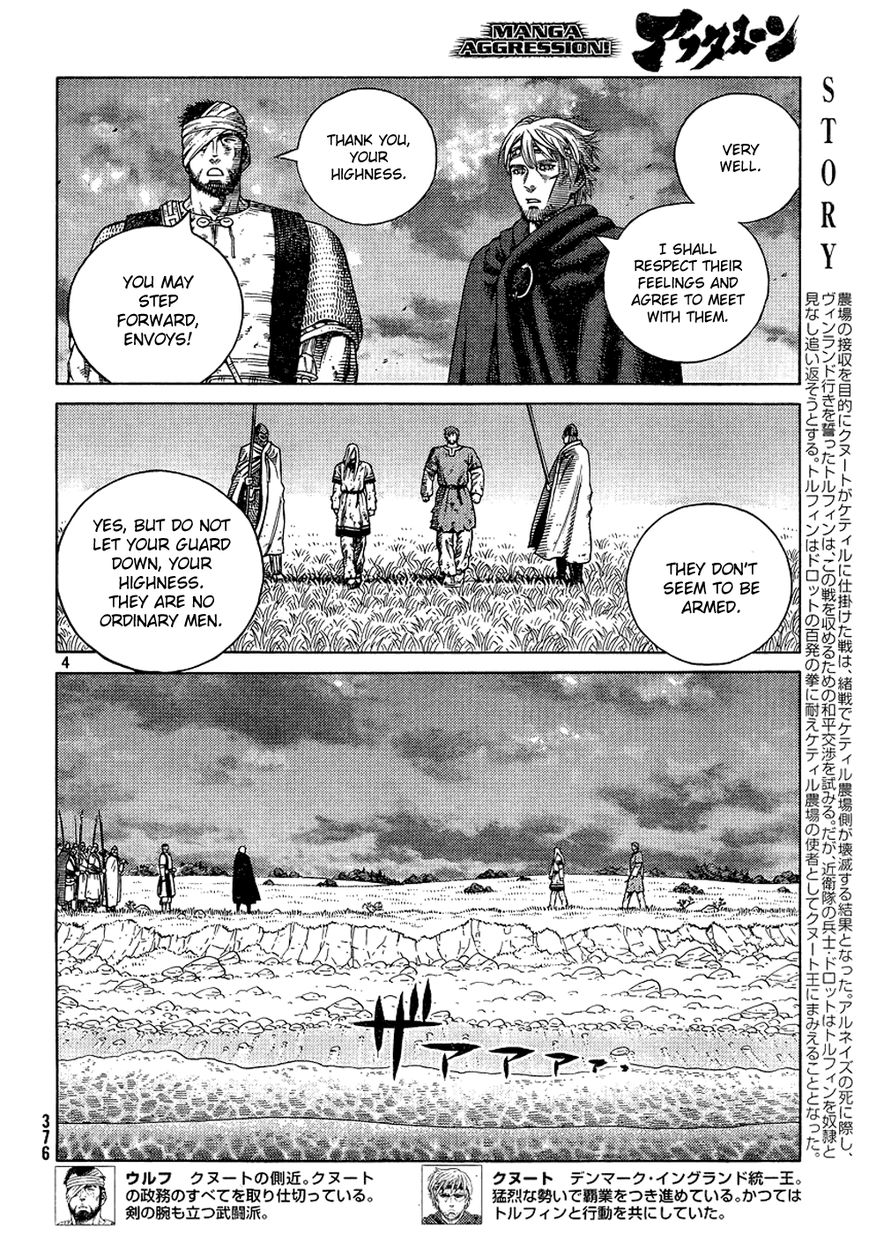 MANGA
AGGRESSION!
アフタヌーン
VERY
WELL.
I SHALL
RESPECT THEIR
FEELINGS AND
AGREE TO MEET
WITH THEM.
THANK YOU,
YOUR
HIGHNESS.
YOU MAY
STEP
FORWARD,
ENVOYS!
THEY DON'T
SEEM TO BE
ARMED.
YES, BUT DO NOT
LET YOUR GUARD
DOWN, YOUR
HIGHNESS.
THEY ARE NO
ORDINARY MEN.
4
ザァァァァ…
376
STORY
農場の接収を目的にクヌートがケティルに仕掛けた戦は、緒戦でケティル農場側が壊滅する結果となった。アルネイズの死に際し、
ヴィンランド行きを誓ったトルフィンは、この戦を収めるための和平交渉を試みる。だが、近衛隊の兵士・ドロットはトルフィンを奴隷と
見なし追い返そうとする。トルフィンはドロットの百発の拳に耐えケティル農場の使者としてクヌート王にまみえることとなった。
ウルフ クヌートの側近。クヌート
の政務のすべてを取り仕切っている。
剣の腕も立つ武闘派。
クヌート デンマーク・イングランド統一王。
猛烈な勢いで覇業をつき進めている。かつては
トルフィンと行動を共にしていた。